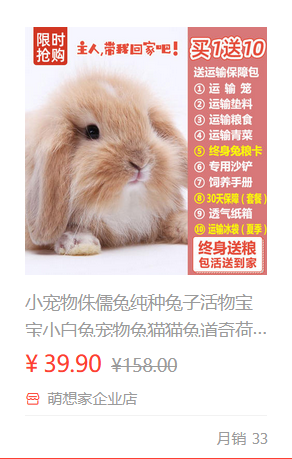 限时
抢购
主人,带我回家吧!
买1送10
送运输保障包
① 运 输 笼
② 运输垫料
③ 运输粮食
④ 运输青菜
⑤ 终身兔粮卡
⑥ 专用沙铲
⑦ 饲养手册
⑧ 30天保障(套餐)
⑨ 透气纸箱
⑩ 运输冰袋(夏季)
终身送粮
包活送到家
小宠物侏儒兔纯种兔子活物宝
宝小白兔宠物兔猫猫兔道奇荷...
¥ 39.90 ¥158.00
萌想家企业店
月销 33